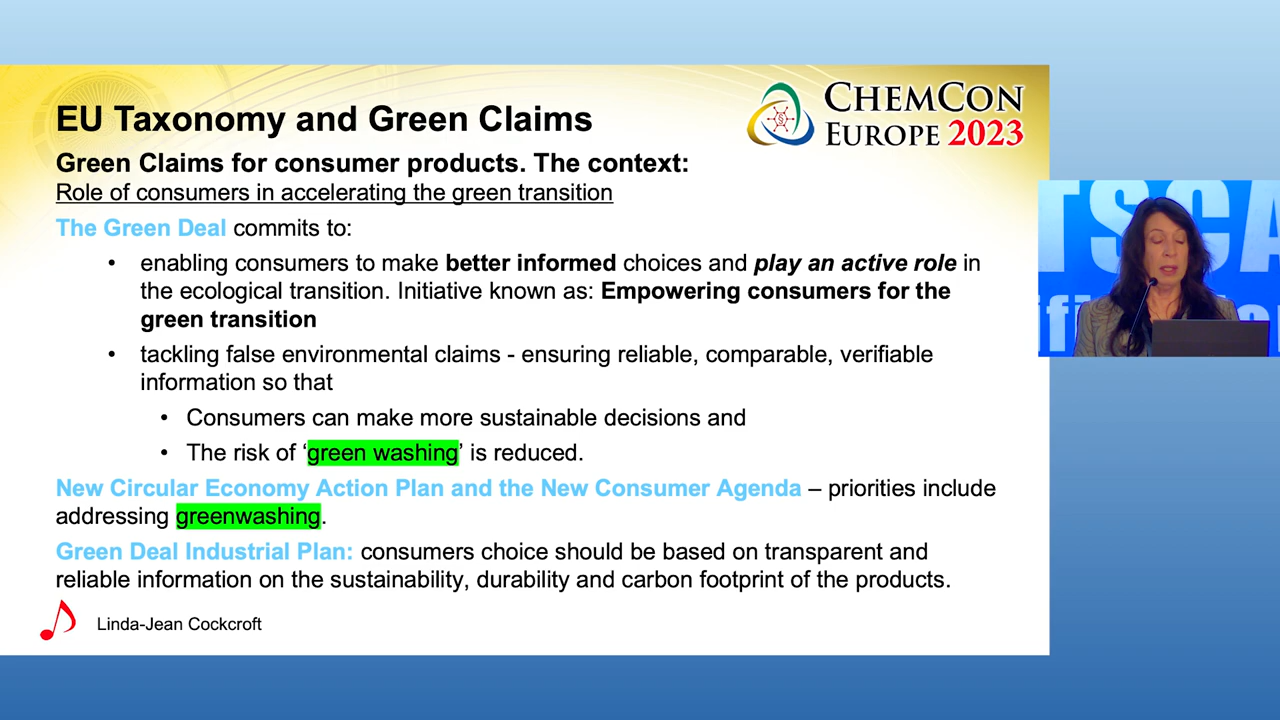 EU Taxonomy and Green Claims
CHEMCON
EUROPE 2023
Green Claims for consumer products. The context:
Role of consumers in accelerating the green transition
The Green Deal commits to:
• enabling consumers to make better informed choices and play an active role in
the ecological transition. Initiative known as: Empowering consumers for the
green transition
• tackling false environmental claims - ensuring reliable, comparable, verifiable
information so that
• Consumers can make more sustainable decisions and
• The risk of ‘green washing’ is reduced.
New Circular Economy Action Plan and the New Consumer Agenda – priorities include
addressing greenwashing.
Green Deal Industrial Plan: consumers choice should be based on transparent and
reliable information on the sustainability, durability and carbon footprint of the products.
Linda-Jean Cockcroft
TSCA